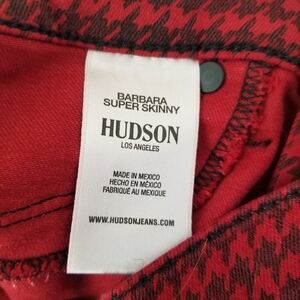 BARBARA
SUPER SKINNY
HUDSON
LOS ANGELES
MADE IN MEXICO
HECHO EN MÉXICO
FABRIQUÉ AU MEXIQUE
WWW.HUDSONJEANS.COM